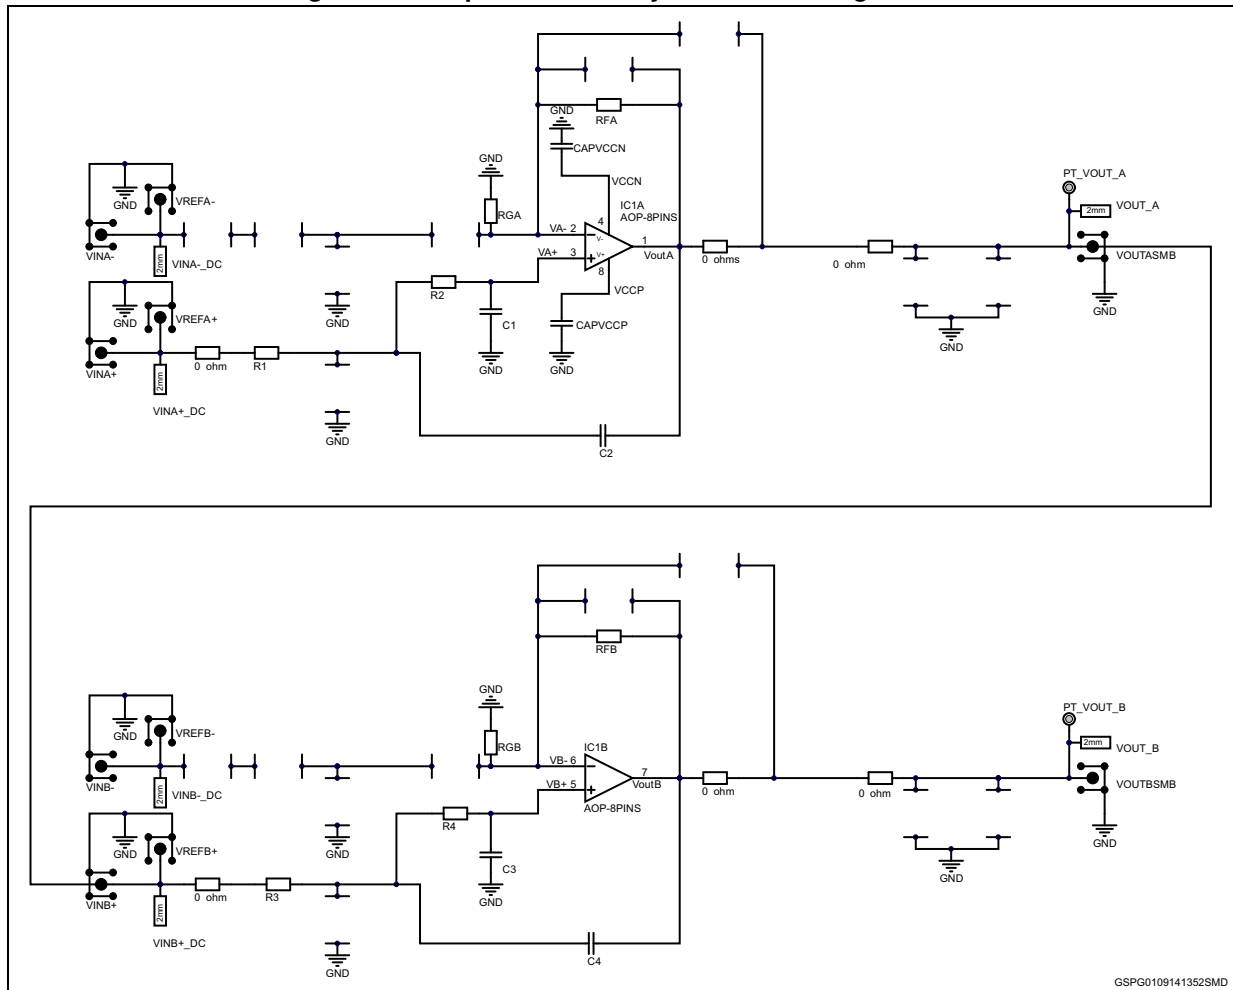 GND
RFA
CAPVCCN
GND
VCCN
PT_VOUT_A
VREFA-
GND
RGA
IC1A
AOP-8PINS
2mm
VOUT_A
VINA-
2mm
VINA-_DC
VA- 2
4
V-
VA+ 3
V+
8
1
VoutA
0 ohms
0 ohm
VOUTASMB
GND
VREFA+
GND
R2
C1
VCCP
CAPVCCP
GND
GND
GND
GND
VINA+
2mm
0 ohm
R1
VINA+_DC
GND
C2
RFB
GND
PT_VOUT_B
VREFB-
GND
RGB
IC1B
2mm
VOUT_B
VINB-
2mm
VINB-_DC
VB- 6
VB+ 5
7
VoutB
AOP-8PINS
0 ohm
0 ohm
VOUTBSMB
GND
VREFB+
GND
R4
C3
GND
GND
GND
VINB+
2mm
0 ohm
R3
VINB+_DC
GND
C4
GSPG0109141352SMD